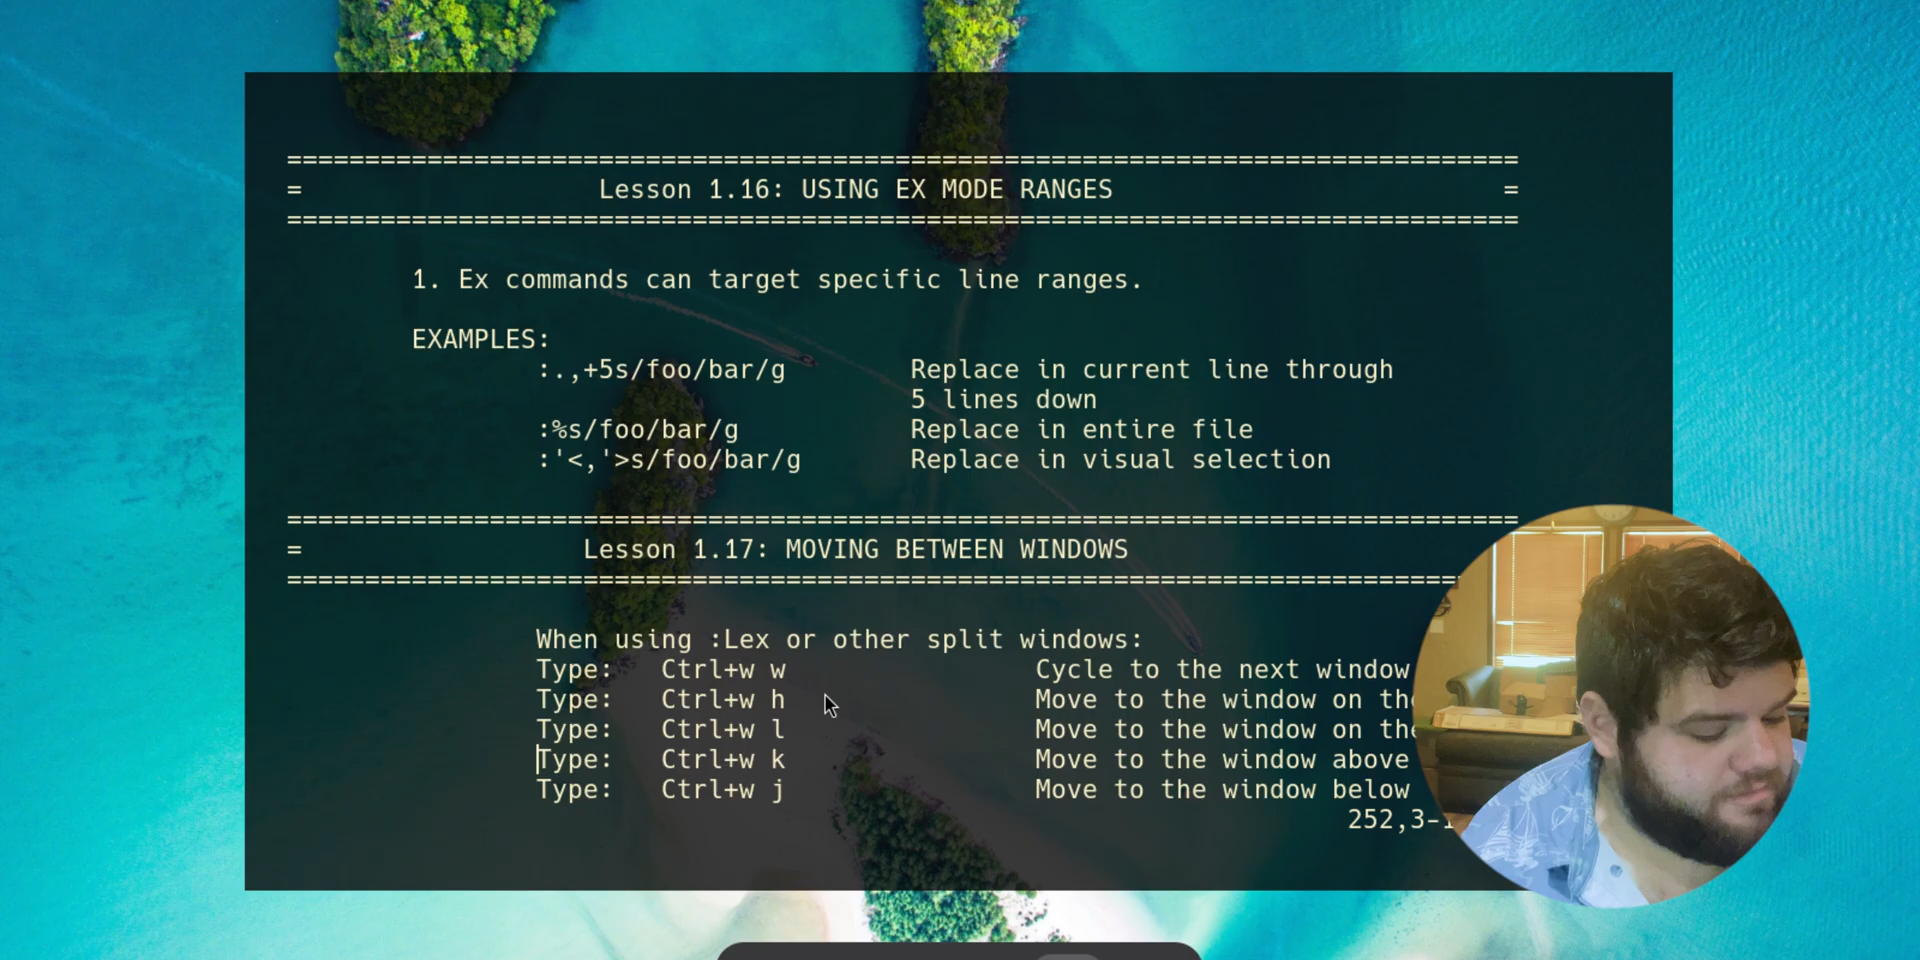 ===============================================================================
= Lesson 1.16: USING EX MODE RANGES =
===============================================================================
1. Ex commands can target specific line ranges.
EXAMPLES:
:.,+5s/foo/bar/g Replace in current line through
5 lines down
:%s/foo/bar/g Replace in entire file
:'<,'>s/foo/bar/g Replace in visual selection
===============================================================================
= Lesson 1.17: MOVING BETWEEN WINDOWS
===========================================================================
When using :Lex or other split windows:
Type: Ctrl+w w Cycle to the next window
Type: Ctrl+w h Move to the window on the
Type: Ctrl+w l Move to the window on the
Type: Ctrl+w k Move to the window above
Type: Ctrl+w j Move to the window below
252,3-